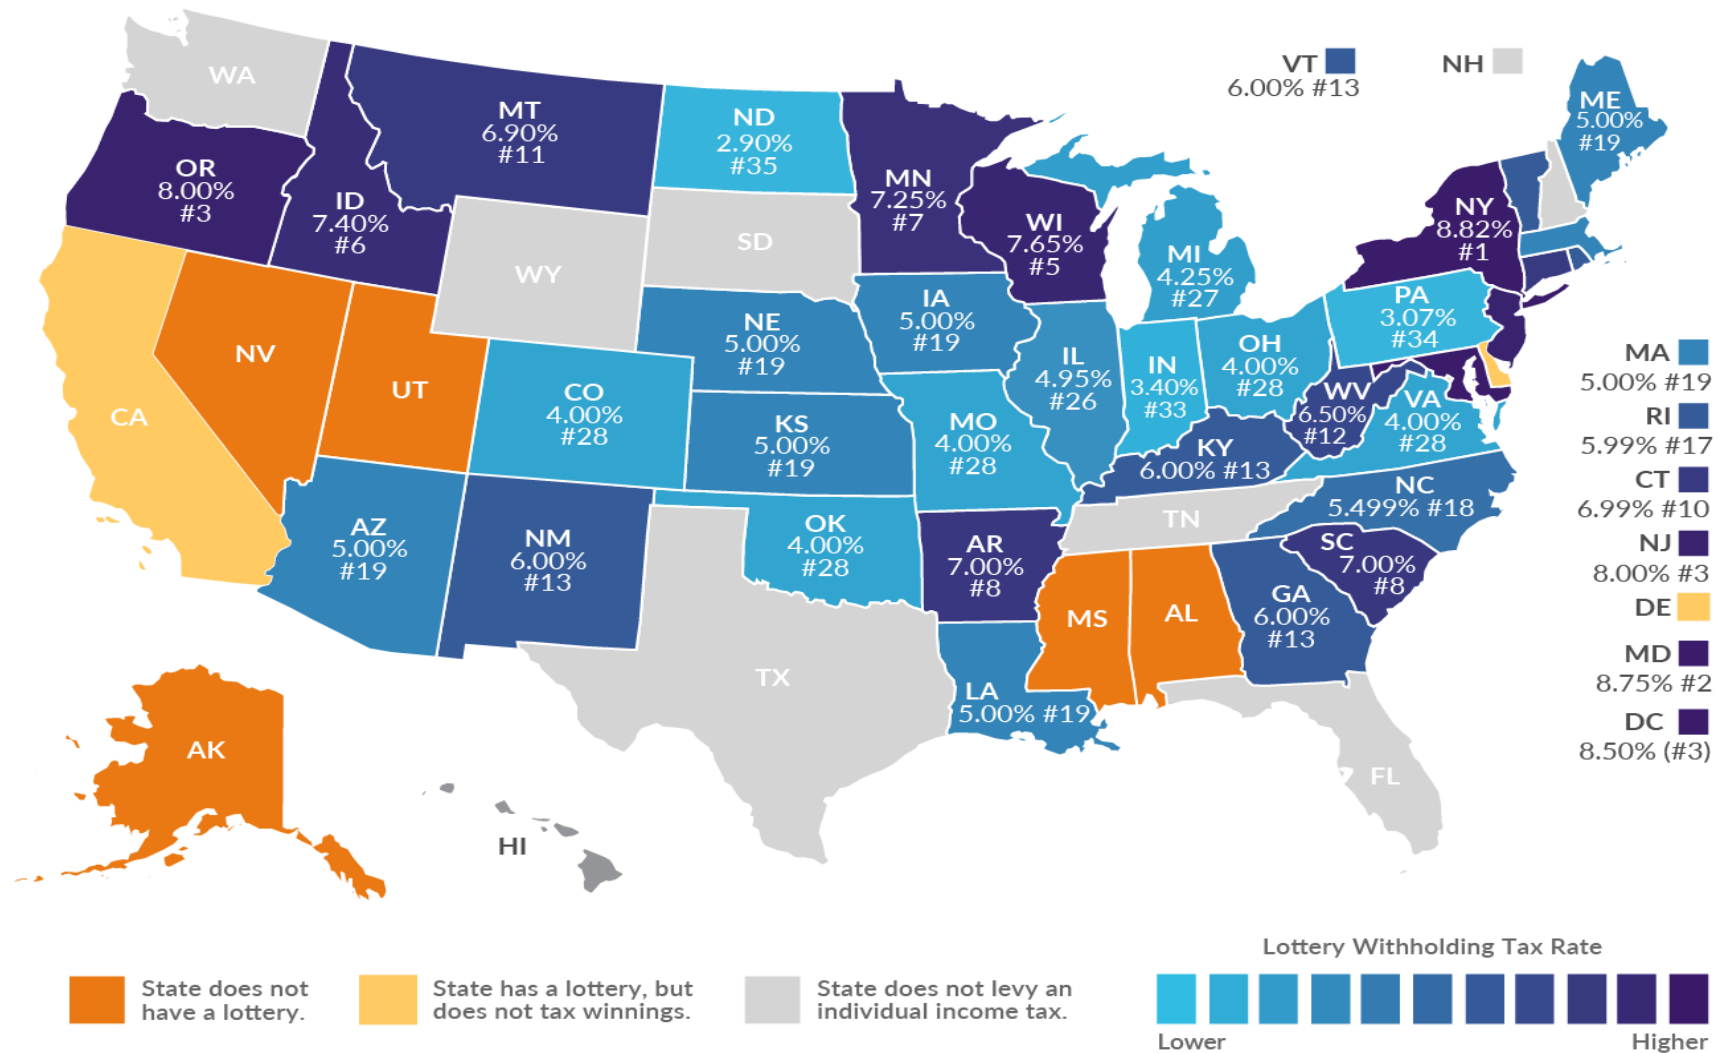 WA
VT
6.00% #13
NH
ME
5.00%
#19
MT
6.90%
#11
ND
2.90%
#35
OR
8.00%
#3
ID
7.40%
#6
MN
7.25%
#7
WI
7.65%
#5
NY
8.82%
#1
SD
WY
MI
4.25%
#27
IA
5.00%
#19
NE
5.00%
#19
PA
3.07%
#34
NV
UT
CA
CO
4.00%
#28
IL
4.95%
#26
IN
3.40%
#33
OH
4.00%
#28
WV
6.50%
#12
VA
4.00%
#28
MA
5.00% #19
RI
5.99% #17
CT
6.99% #10
NJ
8.00% #3
DE
MD
8.75% #2
DC
8.50% (#3)
KS
5.00%
#19
MO
4.00%
#28
KY
6.00% #13
NC
5.499% #18
TN
AZ
5.00%
#19
NM
6.00%
#13
OK
4.00%
#28
AR
7.00%
#8
SC
7.00%
#8
MS
AL
GA
6.00%
#13
TX
LA
5.00% #19
FL
AK
HI
State does not
have a lottery.
State has a lottery, but
does not tax winnings.
State does not levy an
individual income tax.
Lottery Withholding Tax Rate
Lower
Higher